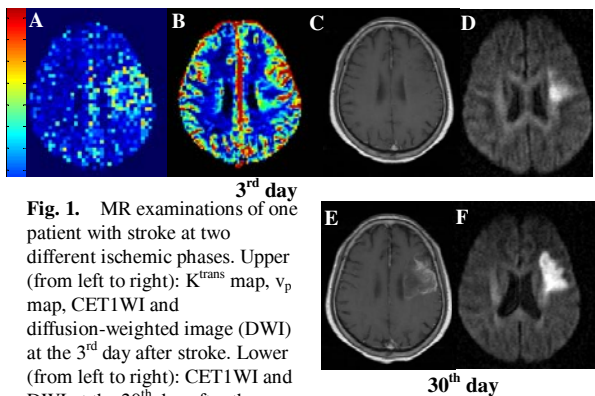 A B C D
3rd day
Fig. 1. MR examinations of one
patient with stroke at two
different ischemic phases. Upper
(from left to right): Ktrans map, vp
map, CET1WI and
diffusion-weighted image (DWI)
at the 3rd day after stroke. Lower
(from left to right): CET1WI and
E F
30th day